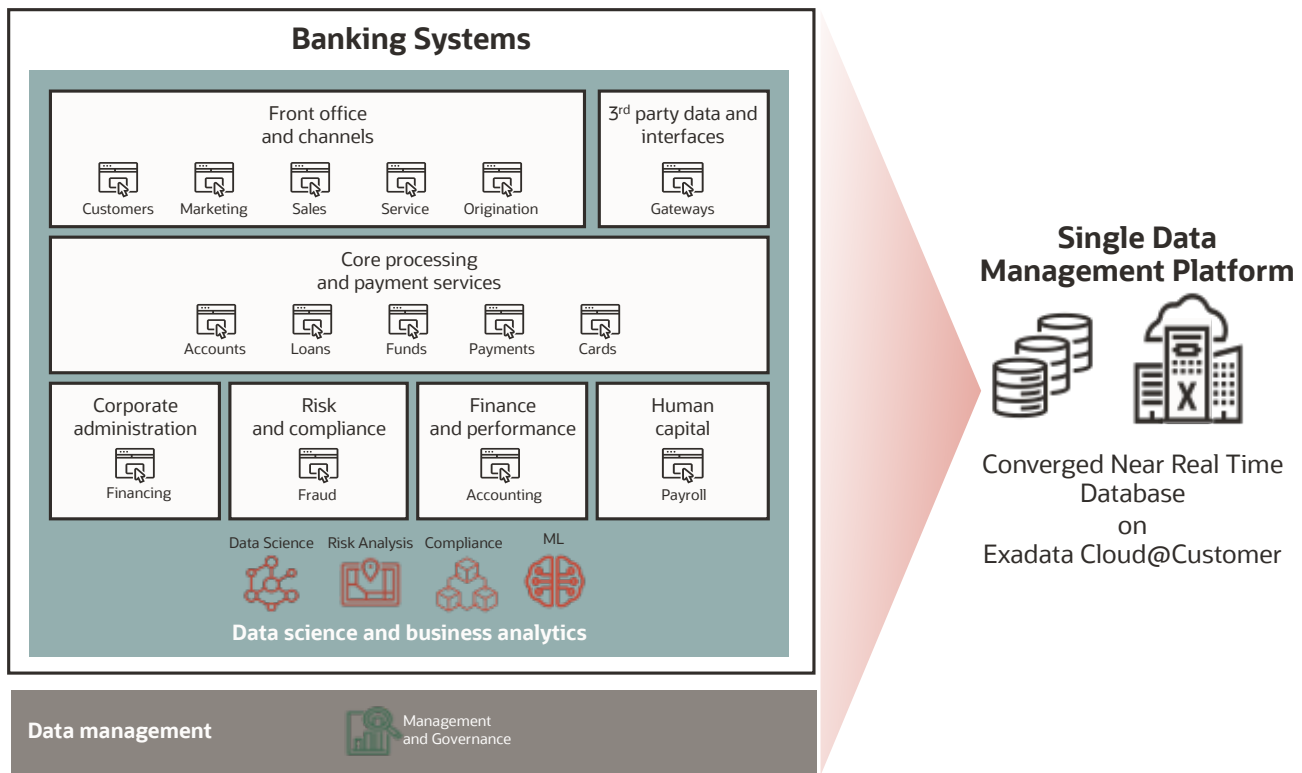 Banking Systems
Front office
and channels
Customers
Marketing
Sales
Service
Origination
3rd party data and
interfaces
Gateways
Core processing
and payment services
Accounts
Loans
Funds
Payments
Cards
Corporate
administration
Financing
Risk
and compliance
Fraud
Finance
and performance
Accounting
Human
capital
Payroll
Data Science
Risk Analysis
Compliance
ML
Data science and business analytics
Data management
Management
and Governance
Single Data
Management Platform
X
Converged Near Real Time
Database
on
Exadata Cloud@Customer